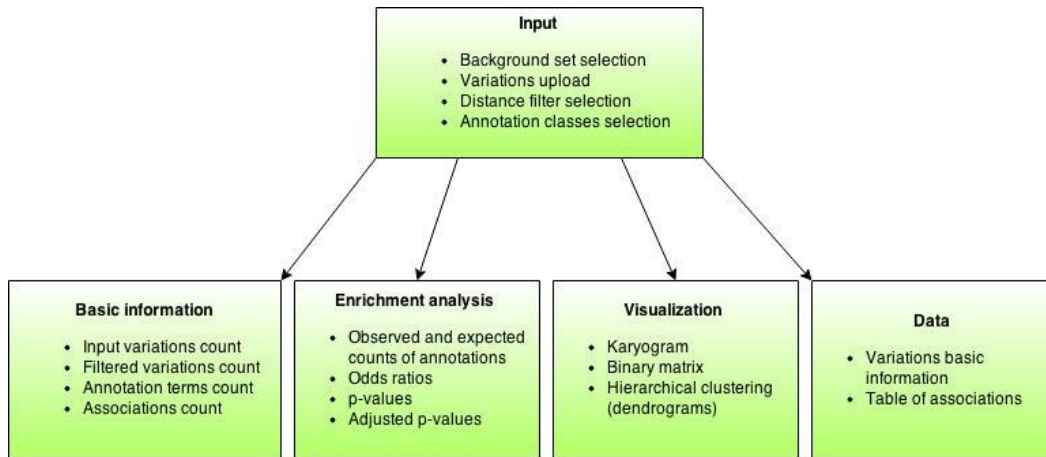 Input
• Background set selection
• Variations upload
• Distance filter selection
• Annotation classes selection
Basic information
• Input variations count
• Filtered variations count
• Annotation terms count
• Associations count
Enrichment analysis
• Observed and expected
counts of annotations
• Odds ratios
• p-values
• Adjusted p-values
Visualization
• Karyogram
• Binary matrix
• Hierarchical clustering
(dendrograms)
Data
• Variations basic
information
• Table of associations